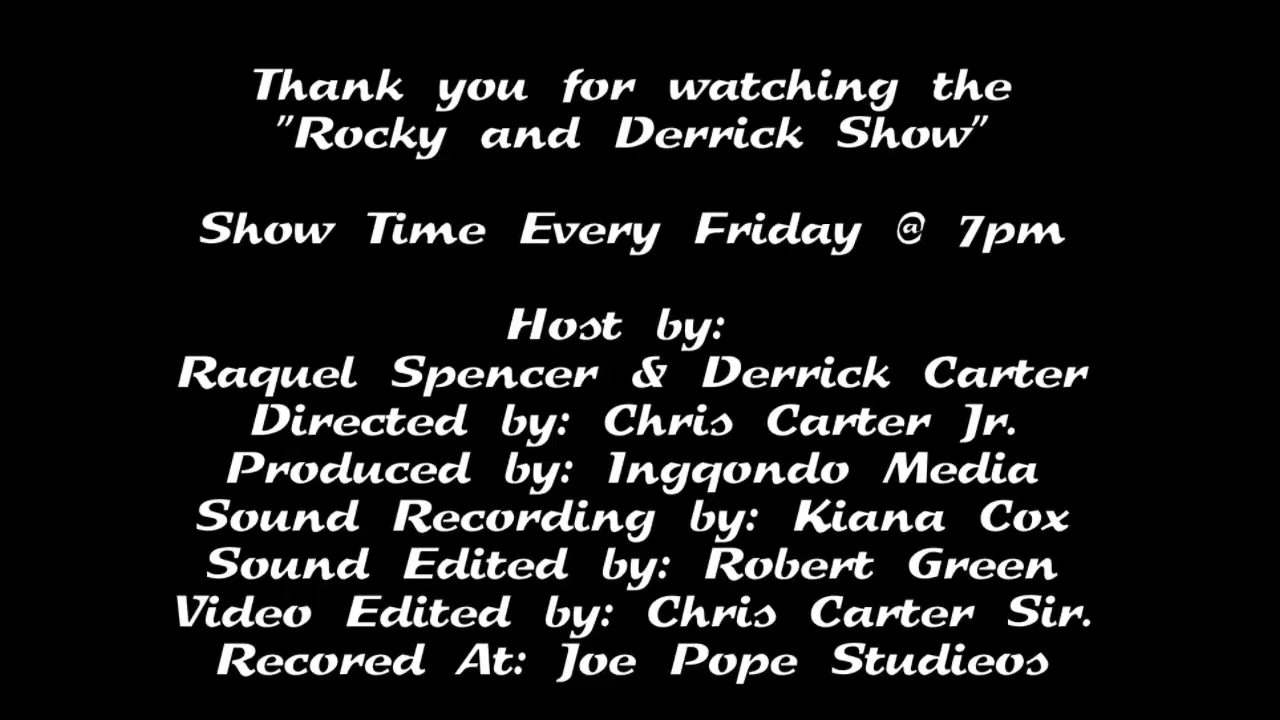 Thank you for watching the
"Rocky and Derrick Show"
Show Time Every Friday @ 7pm
Host by:
Raquel Spencer & Derrick Carter
Directed by: Chris Carter Jr.
Produced by: Ingqondo Media
Sound Recording by: Kiana Cox
Sound Edited by: Robert Green
Video Edited by: Chris Carter Sir.
Recored At: Joe Pope Studieos